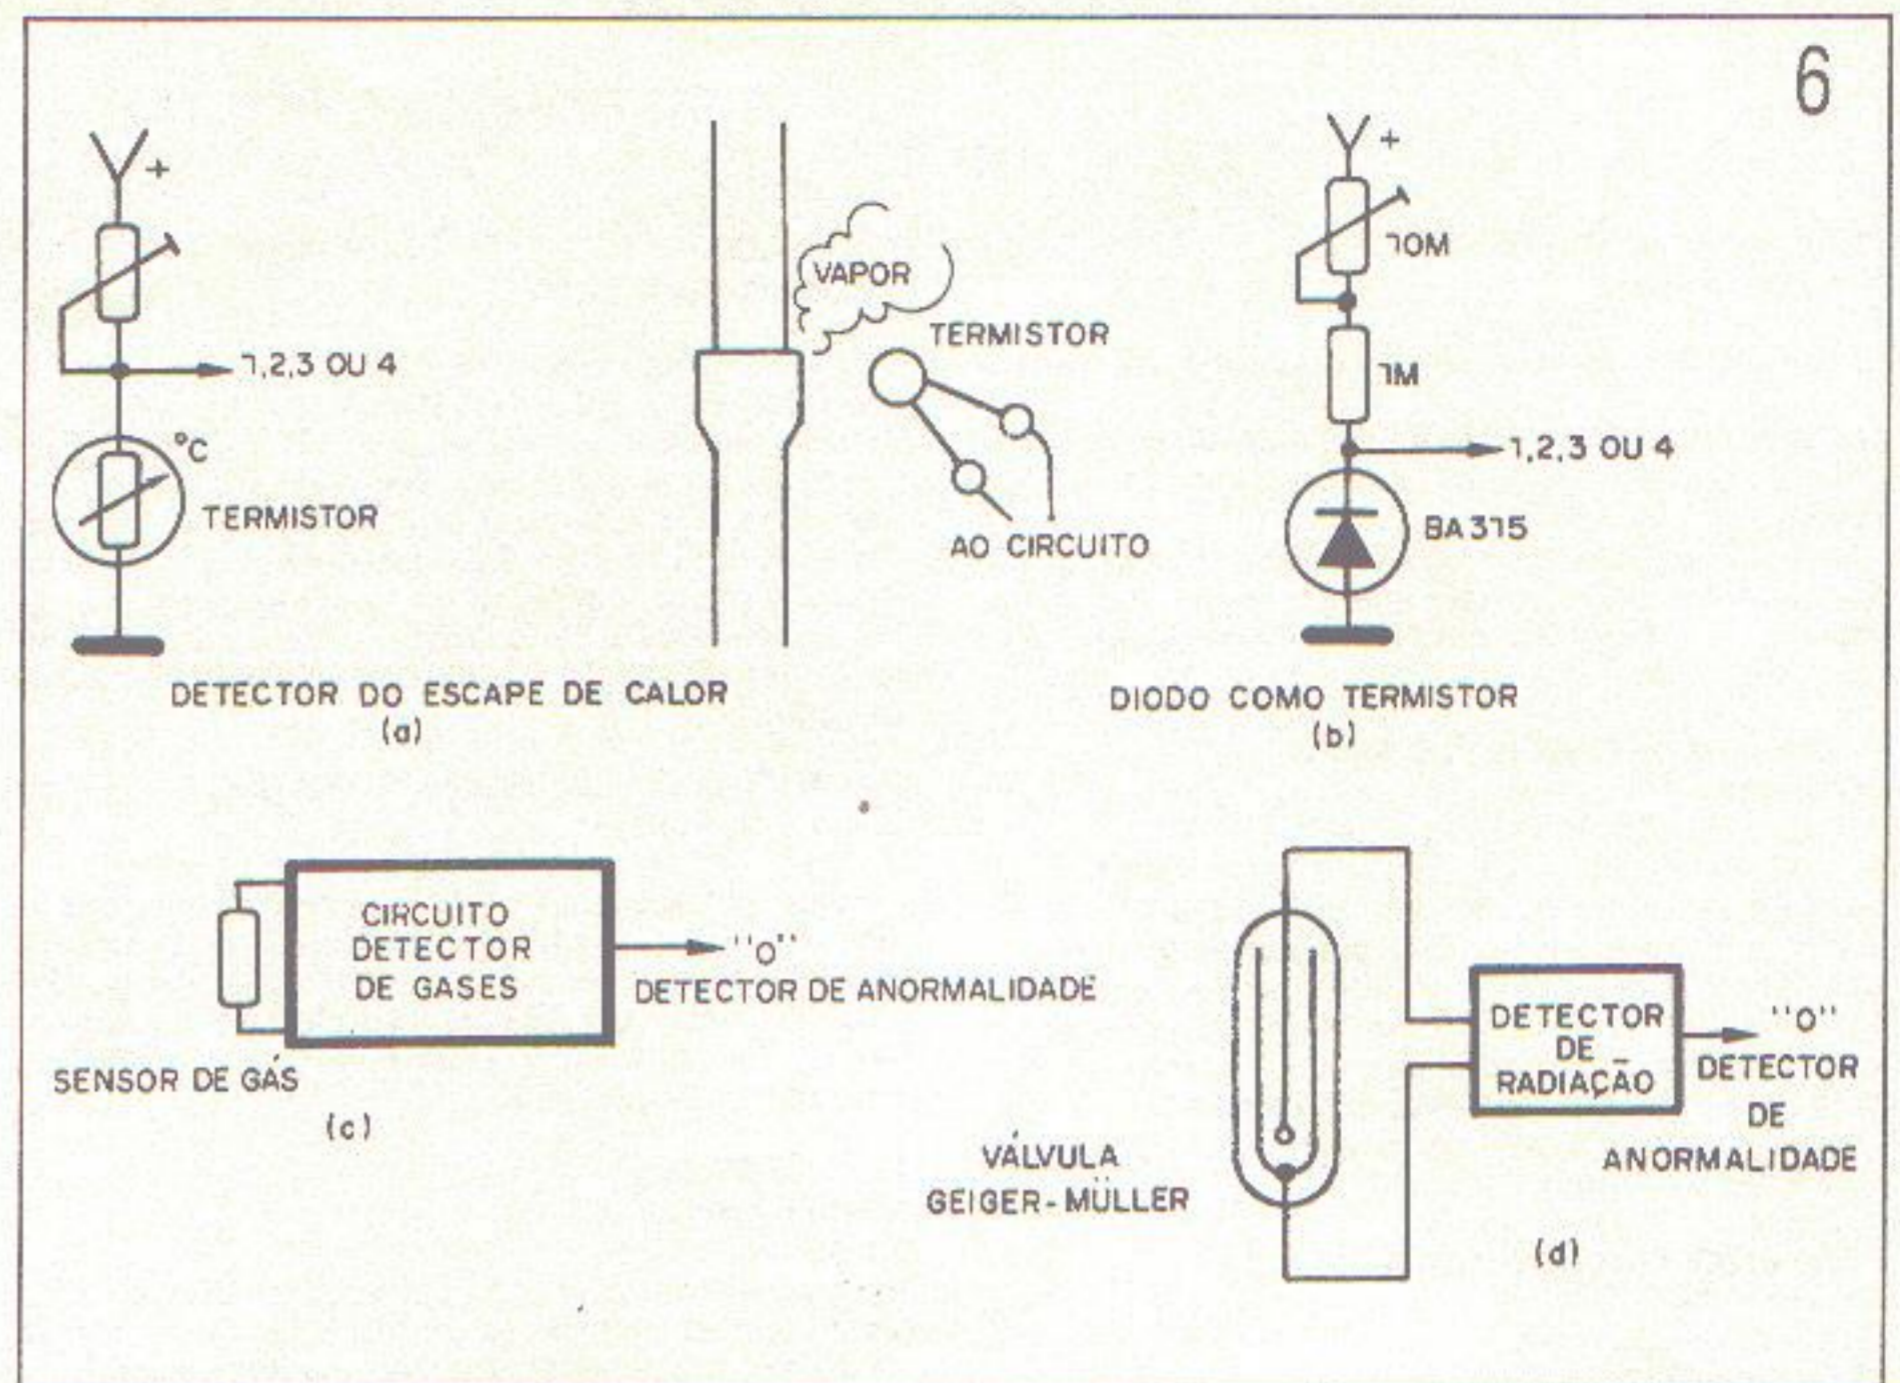 6
+
1,2,3 OU 4
°C
TERMISTOR
VAPOR
TERMISTOR
AO CIRCUITO
DETECTOR DO ESCAPE DE CALOR
(a)
+
10M
1M
1,2,3 OU 4
BA315
DIODO COMO TERMISTOR
(b)
CIRCUITO
DETECTOR
DE GASES
"0"
DETECTOR DE ANORMALIDADE
SENSOR DE GÁS
(c)
VÁLVULA
GEIGER-MÜLLER
DETECTOR
DE
RADIAÇÃO
"0"
DETECTOR
DE
ANORMALIDADE
(d)